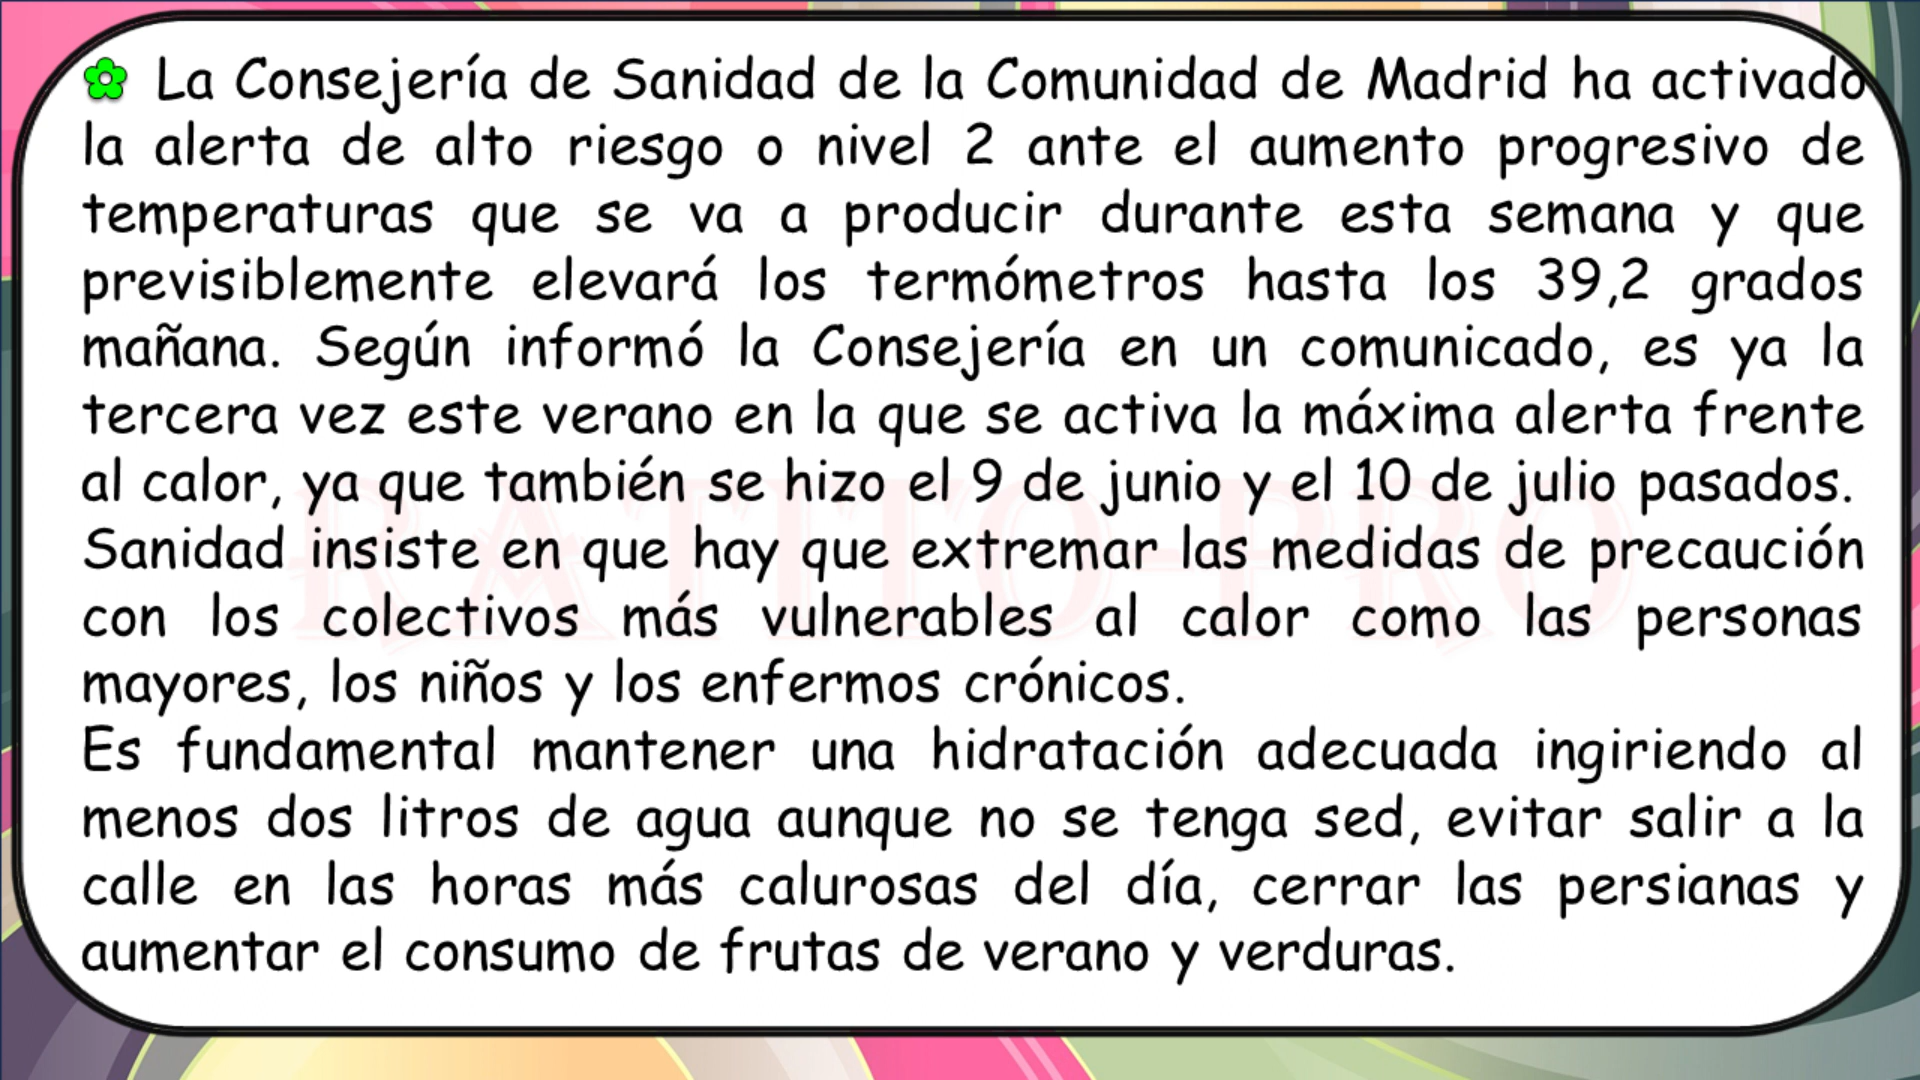 La Consejería de Sanidad de la Comunidad de Madrid ha activado
la alerta de alto riesgo o nivel 2 ante el aumento progresivo de
temperaturas que se va a producir durante esta semana y que
previsiblemente elevará los termómetros hasta los 39,2 grados
mañana. Según informó la Consejería en un comunicado, es ya la
tercera vez este verano en la que se activa la máxima alerta frente
al calor, ya que también se hizo el 9 de junio y el 10 de julio pasados.
Sanidad insiste en que hay que extremar las medidas de precaución
con los colectivos más vulnerables al calor como las personas
mayores, los niños y los enfermos crónicos.
Es fundamental mantener una hidratación adecuada ingiriendo al
menos dos litros de agua aunque no se tenga sed, evitar salir a la
calle en las horas más calurosas del día, cerrar las persianas y
aumentar el consumo de frutas de verano y verduras.
RATITO-PRO